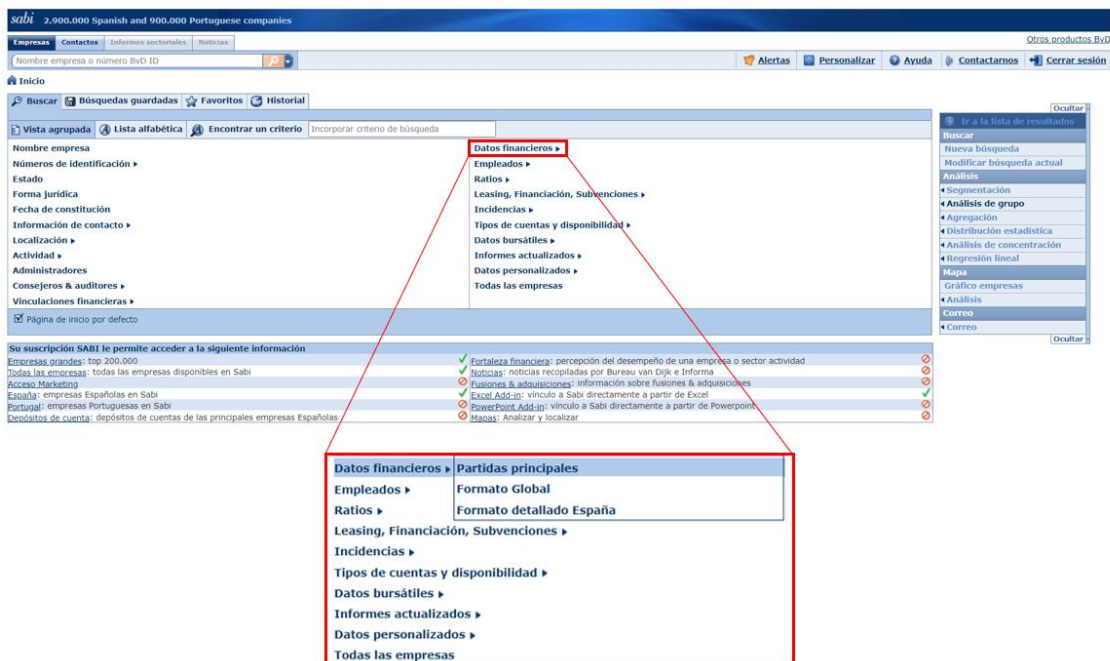 sabi 2.900.000 Spanish and 900.000 Portuguese companies
Empresas Contactos Informes sectoriales Noticias Otros productos BvD
Nombre empresa o número BvD ID Alertas Personalizar Ayuda Contactarnos Cerrar sesión
Inicio
Buscar Búsquedas guardadas Favoritos Historial
Vista agrupada Lista alfabética Encontrar un criterio Incorporar criterio de búsqueda
Nombre empresa
Números de identificación
Estado
Forma jurídica
Fecha de constitución
Información de contacto
Localización
Actividad
Administradores
Consejeros & auditores
Vinculaciones financieras
Datos financieros
Empleados
Ratios
Leasing, Financiación, Subvenciones
Incidencias
Tipos de cuentas y disponibilidad
Datos bursátiles
Informes actualizados
Datos personalizados
Todas las empresas
Página de inicio por defecto
Ocultar
Ir a la lista de resultados
Buscar
Nueva búsqueda
Modificar búsqueda actual
Análisis
Segmentación
Análisis de grupo
Agregación
Distribución estadística
Análisis de concentración
Regresión lineal
Mapa
Gráfico empresas
Análisis
Correo
Correo
Ocultar
Su suscripción SABI le permite acceder a la siguiente información
Empresas grandes: top 200.000
Todas las empresas: todas las empresas disponibles en Sabi
Acceso Marketing
España: empresas Españolas en Sabi
Portugal: empresas Portuguesas en Sabi
Depósitos de cuenta: depósitos de cuentas de las principales empresas Españolas
Fortaleza financiera: percepción del desempeño de una empresa o sector actividad
Noticias: noticias recopiladas por Bureau van Dijk e Informa
Fusiones & adquisiciones: información sobre fusiones & adquisiciones
Excel Add-in: vínculo a Sabi directamente a partir de Excel
PowerPoint Add-in: vínculo a Sabi directamente a partir de Powerpoint
Mapas: Analizar y localizar
Datos financieros Partidas principales
Empleados Formato Global
Ratios Formato detallado España
Leasing, Financiación, Subvenciones
Incidencias
Tipos de cuentas y disponibilidad
Datos bursátiles
Informes actualizados
Datos personalizados
Todas las empresas